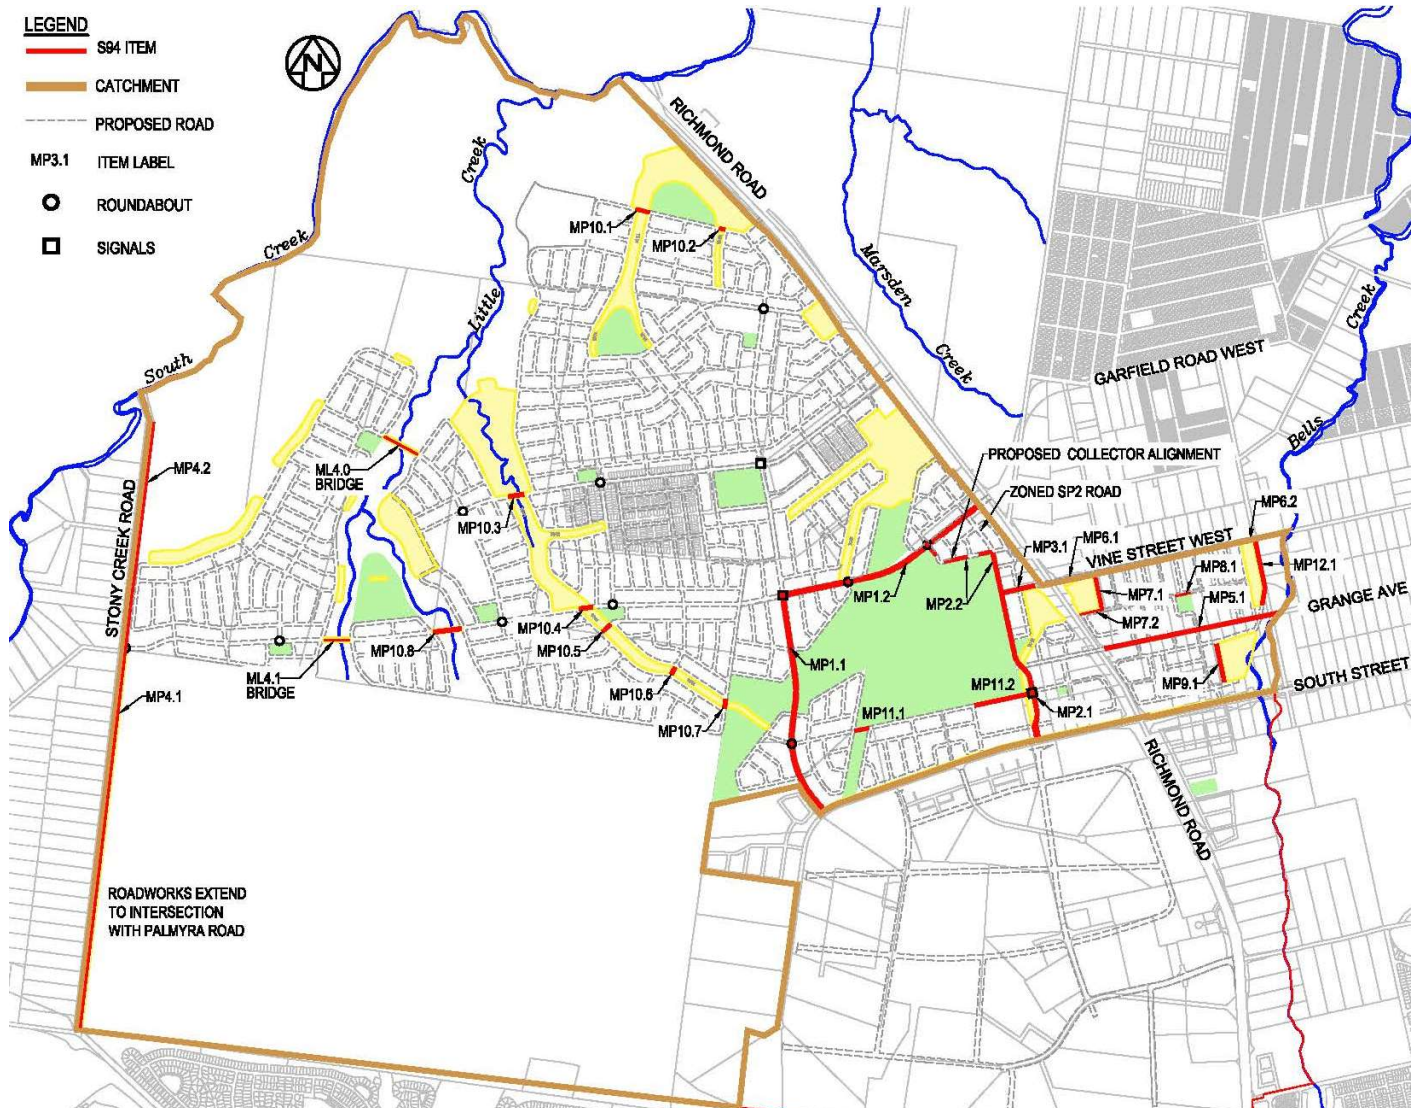 LEGEND
S94 ITEM
CATCHMENT
PROPOSED ROAD
MP3.1 ITEM LABEL
ROUNDABOUT
SIGNALS
N
RICHMOND ROAD
Creek
Little
Creek
South
Marsden
Creek
MP10.1
MP10.2
GARFIELD ROAD WEST
Creek
Bells
MP4.2
ML4.0
BRIDGE
STONY CREEK ROAD
MP10.3
PROPOSED COLLECTOR ALIGNMENT
ZONED SP2 ROAD
MP3.1
MP6.1
VINE STREET WEST
MP6.2
MP12.1
MP8.1
MP7.1
MP5.1
MP7.2
GRANGE AVE
MP1.2
MP2.2
MP10.4
MP10.5
MP10.8
ML4.1
BRIDGE
MP1.1
MP10.6
MP10.7
MP11.2
MP11.1
MP2.1
MP9.1
SOUTH STREET
MP4.1
RICHMOND ROAD
ROADWORKS EXTEND
TO INTERSECTION
WITH PALMYRA ROAD